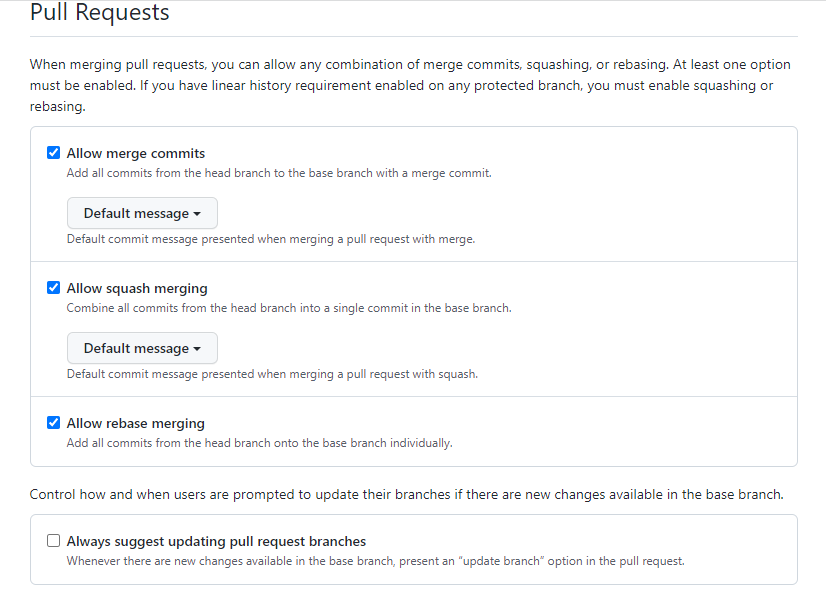 Pull Requests
When merging pull requests, you can allow any combination of merge commits, squashing, or rebasing. At least one option
must be enabled. If you have linear history requirement enabled on any protected branch, you must enable squashing or
rebasing.
Allow merge commits
Add all commits from the head branch to the base branch with a merge commit.
Default message
Default commit message presented when merging a pull request with merge.
Allow squash merging
Combine all commits from the head branch into a single commit in the base branch.
Default message
Default commit message presented when merging a pull request with squash.
Allow rebase merging
Add all commits from the head branch onto the base branch individually.
Control how and when users are prompted to update their branches if there are new changes available in the base branch.
Always suggest updating pull request branches
Whenever there are new changes available in the base branch, present an “update branch” option in the pull request.